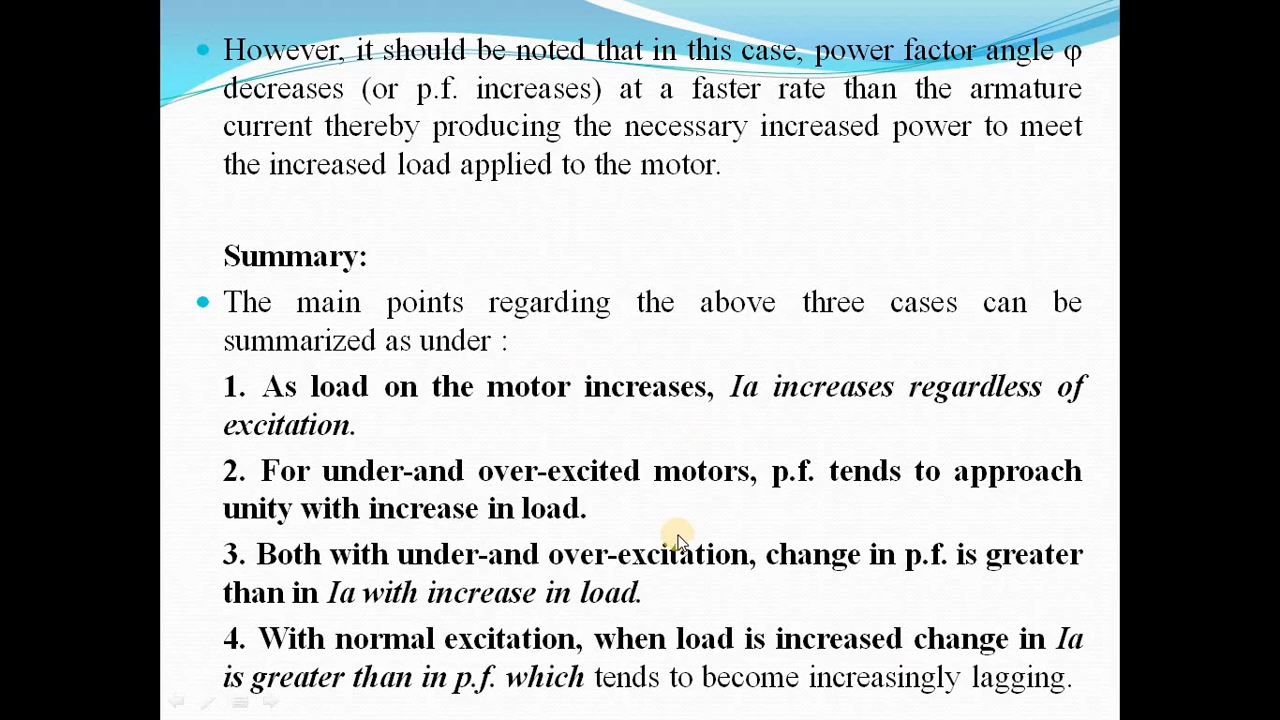 However, it should be noted that in this case, power factor angle φ
decreases (or p.f. increases) at a faster rate than the armature
current thereby producing the necessary increased power to meet
the increased load applied to the motor.
Summary:
The main points regarding the above three cases can be
summarized as under :
1. As load on the motor increases, Ia increases regardless of
excitation.
2. For under-and over-excited motors, p.f. tends to approach
unity with increase in load.
3. Both with under-and over-excitation, change in p.f. is greater
than in Ia with increase in load.
4. With normal excitation, when load is increased change in Ia
is greater than in p.f. which tends to become increasingly lagging.